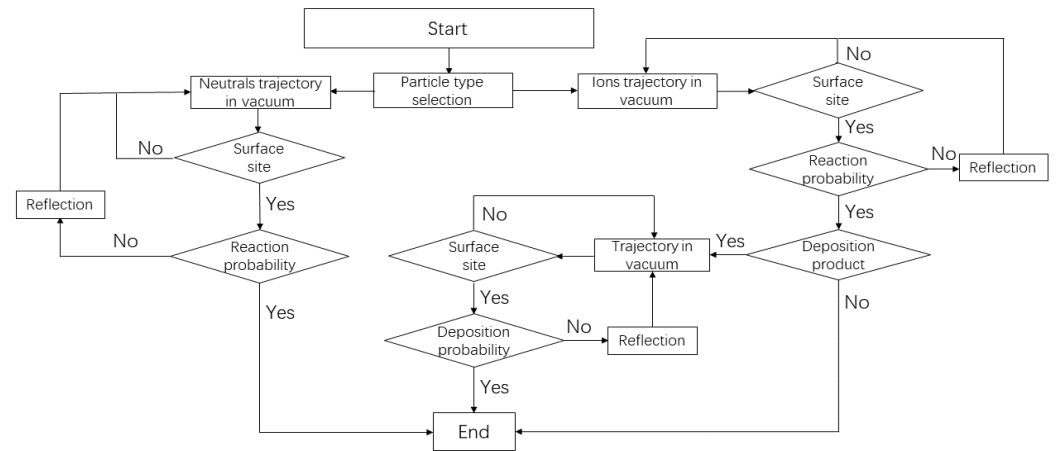 Start
Neutrals trajectory
in vacuum
Particle type
selection
Ions trajectory in
vacuum
No
Surface
site
Yes
Reaction
probability
No
Reflection
Yes
Deposition
product
Yes
No
No
Surface
site
Yes
Reflection
No
Reaction
probability
Yes
No
Surface
site
Trajectory in
vacuum
Yes
Deposition
probability
No
Reflection
Yes
End